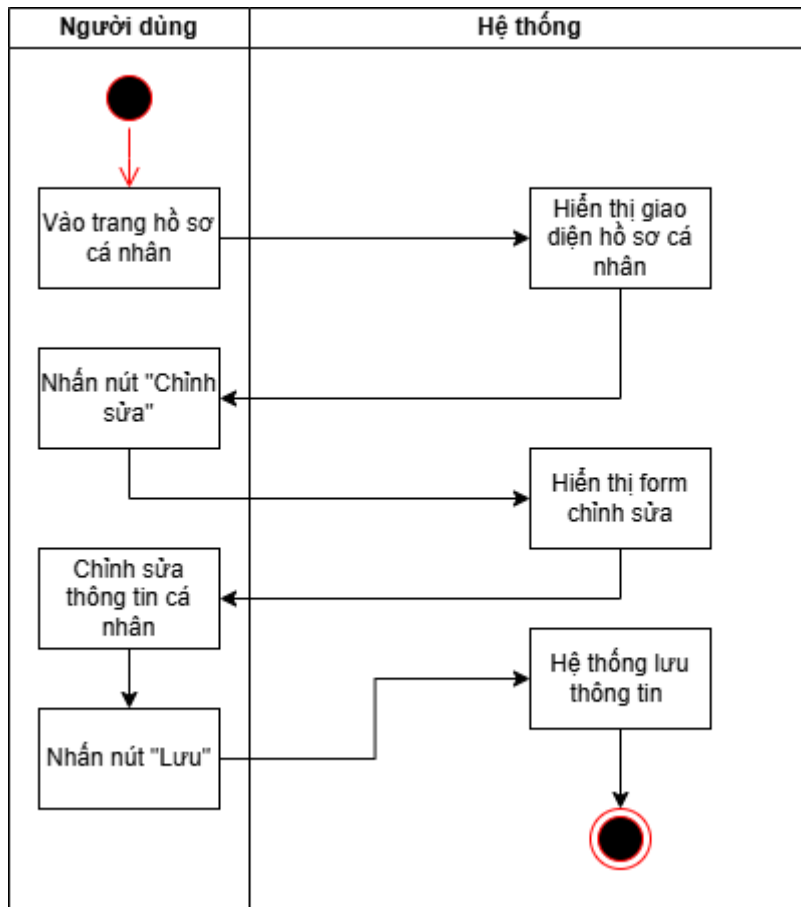 Người dùng
Hệ thống
Vào trang hồ sơ
cá nhân
Hiển thị giao
diện hồ sơ cá
nhân
Nhấn nút "Chỉnh
sửa"
Hiển thị form
chỉnh sửa
Chỉnh sửa
thông tin cá
nhân
Hệ thống lưu
thông tin
Nhấn nút "Lưu"